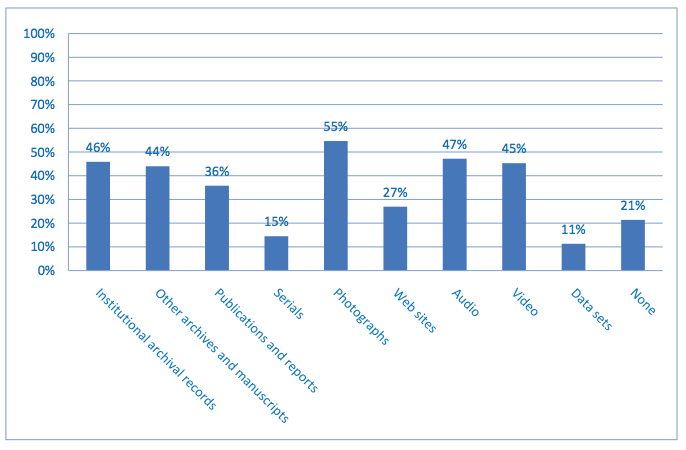 100%
90%
80%
70%
60%
50%
40%
30%
20%
10%
0%
46%
44%
36%
15%
55%
27%
47%
45%
11%
21%
Institutional archival records
Other archives and manuscripts
Publications and reports
Serials
Photographs
Web sites
Audio
Video
Data sets
None